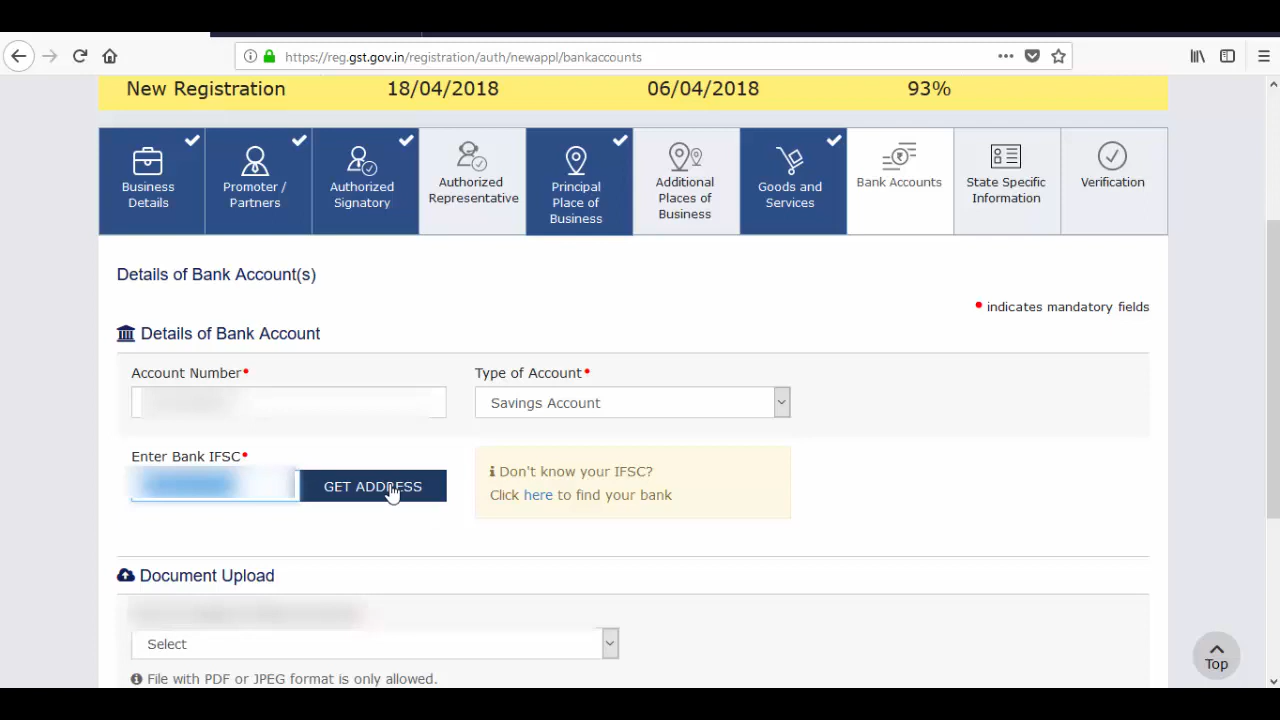 https://reg.gst.gov.in/registration/auth/newappl/bankaccounts
New Registration 18/04/2018 06/04/2018 93%
Business Details
Promoter / Partners
Authorized Signatory
Authorized Representative
Principal Place of Business
Additional Places of Business
Goods and Services
Bank Accounts
State Specific Information
Verification
Details of Bank Account(s)
• indicates mandatory fields
Details of Bank Account
Account Number• Type of Account•
Savings Account
Enter Bank IFSC•
GET ADDRESS
Don't know your IFSC?
Click here to find your bank
Document Upload
Select
File with PDF or JPEG format is only allowed.
Top